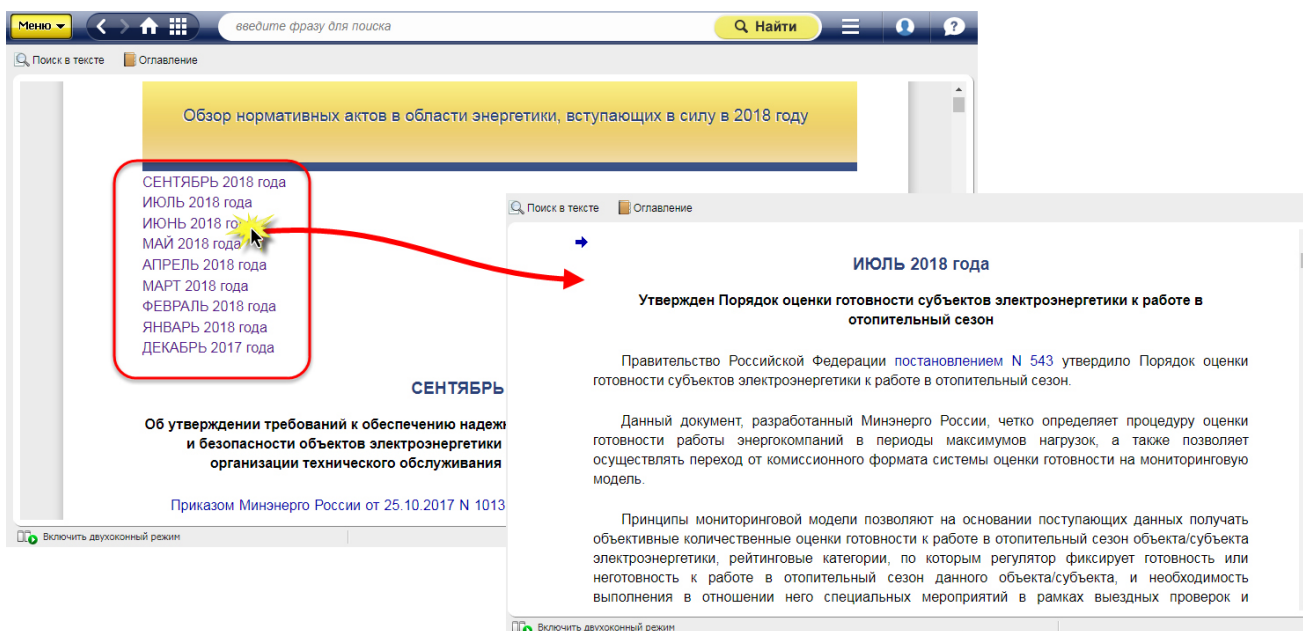 Меню
введите фразу для поиска
Найти
Поиск в тексте
Оглавление
Обзор нормативных актов в области энергетики, вступающих в силу в 2018 году
СЕНТЯБРЬ 2018 года
ИЮЛЬ 2018 года
ИЮНЬ 2018 го
МАЙ 2018 года
АПРЕЛЬ 2018 года
МАРТ 2018 года
ФЕВРАЛЬ 2018 года
ЯНВАРЬ 2018 года
ДЕКАБРЬ 2017 года
СЕНТЯБРЬ
Об утверждении требований к обеспечению надежн
и безопасности объектов электроэнергетики
организации технического обслуживания
Приказом Минэнерго России от 25.10.2017 N 1013
Включить двухоконный режим
Поиск в тексте
Оглавление
ИЮЛЬ 2018 года
Утвержден Порядок оценки готовности субъектов электроэнергетики к работе в
отопительный сезон
Правительство Российской Федерации постановлением N 543 утвердило Порядок оценки
готовности субъектов электроэнергетики к работе в отопительный сезон.
Данный документ, разработанный Минэнерго России, четко определяет процедуру оценки
готовности работы энергокомпаний в периоды максимумов нагрузок, а также позволяет
осуществлять переход от комиссионного формата системы оценки готовности на мониторинговую
модель.
Принципы мониторинговой модели позволяют на основании поступающих данных получать
объективные количественные оценки готовности к работе в отопительный сезон объекта/субъекта
электроэнергетики, рейтинговые категории, по которым регулятор фиксирует готовность или
неготовность к работе в отопительный сезон данного объекта/субъекта, и необходимость
выполнения в отношении него специальных мероприятий в рамках выездных проверок и
Включить двухоконный режим